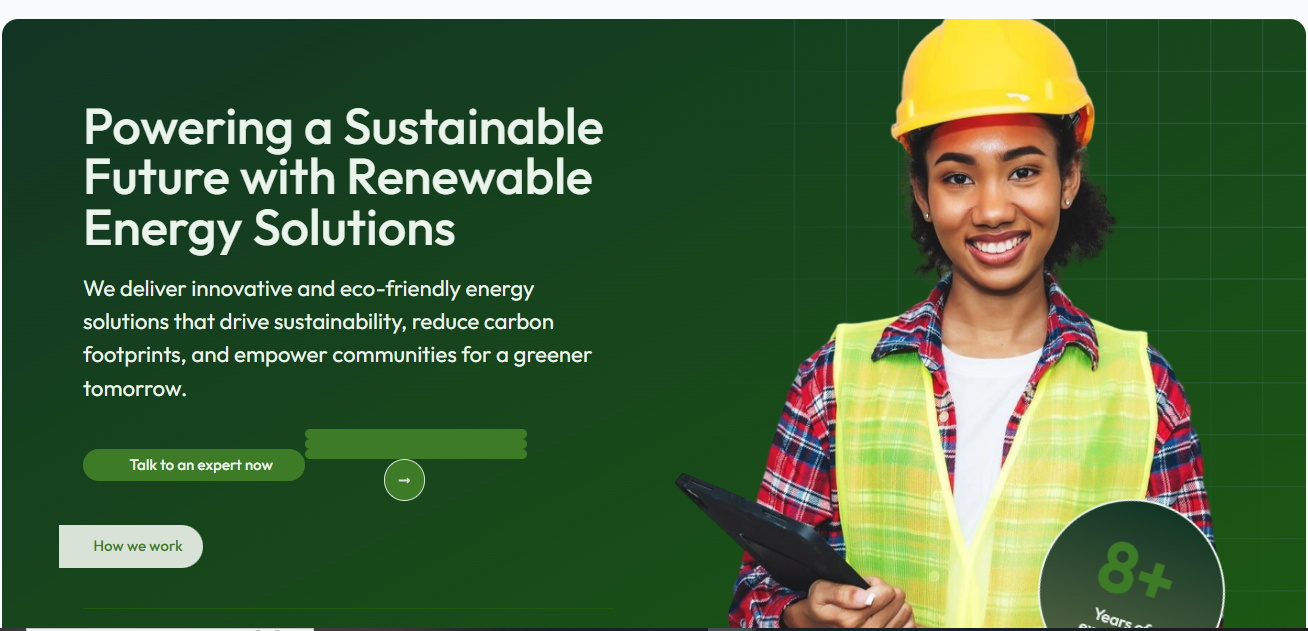 Powering a Sustainable
Future with Renewable
Energy Solutions
We deliver innovative and eco-friendly energy
solutions that drive sustainability, reduce carbon
footprints, and empower communities for a greener
tomorrow.
Talk to an expert now
→
How we work
8+
Years of